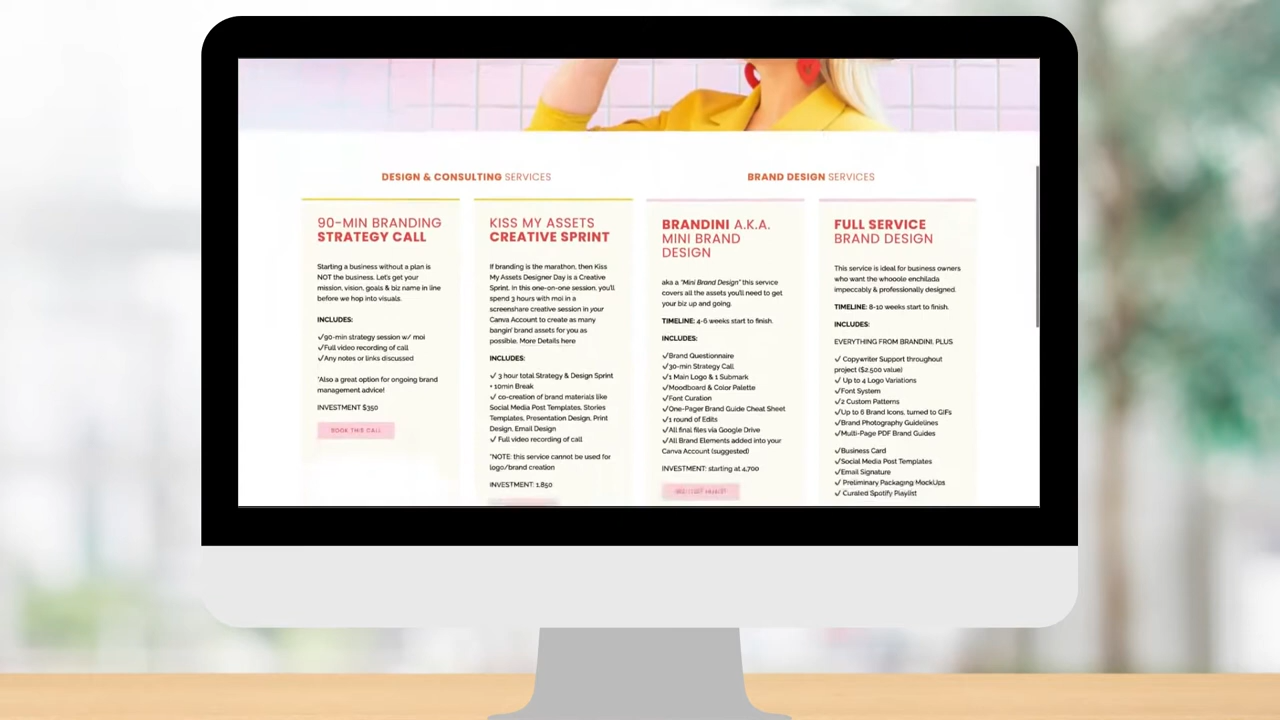 DESIGN & CONSULTING SERVICES
90-MIN BRANDING
STRATEGY CALL
Starting a business without a plan is
NOT the business. Let's get your
mission, vision, goals & biz name in line
before we hop into visuals.
INCLUDES:
✓90-min strategy session w/ moi
✓Full video recording of call
✓Any notes or links discussed
*Also a great option for ongoing brand
management advice!
INVESTMENT $350
BOOK THIS CALL
KISS MY ASSETS
CREATIVE SPRINT
If branding is the marathon, then Kiss
My Assets Designer Day is a Creative
Sprint. In this one-on-one session, you'll
spend 3 hours with moi in a
screenshare creative session in your
Canva Account to create as many
bangin' brand assets for you as
possible. More Details here
INCLUDES:
✓ 3 hour total Strategy & Design Sprint
+ 10min Break
✓ co-creation of brand materials like
Social Media Post Templates, Stories
Templates, Presentation Design, Print
Design, Email Design
✓ Full video recording of call
*NOTE: this service cannot be used for
logo/brand creation
INVESTMENT: 1,850
BRAND DESIGN SERVICES
BRANDINI A.K.A.
MINI BRAND
DESIGN
aka a "Mini Brand Design" this service
covers all the assets you'll need to get
your biz up and going.
TIMELINE: 4-6 weeks start to finish.
INCLUDES:
✓Brand Questionnaire
✓30-min Strategy Call
✓1 Main Logo & 1 Submark
✓Moodboard & Color Palette
✓Font Curation
✓One-Pager Brand Guide Cheat Sheet
✓1 round of Edits
✓All final files via Google Drive
✓All Brand Elements added into your
Canva Account (suggested)
INVESTMENT: starting at 4,700
FULL SERVICE
BRAND DESIGN
This service is ideal for business owners
who want the whooole enchilada
impeccably & professionally designed.
TIMELINE: 8-10 weeks start to finish.
INCLUDES:
EVERYTHING FROM BRANDINI, PLUS
✓ Copywriter Support throughout
project ($2,500 value)
✓ Up to 4 Logo Variations
✓Font System
✓2 Custom Patterns
✓Up to 6 Brand Icons, turned to GIFs
✓Brand Photography Guidelines
✓Multi-Page PDF Brand Guides
✓Business Card
✓Social Media Post Templates
✓Email Signature
✓ Preliminary Packaging MockUps
✓ Curated Spotify Playlist